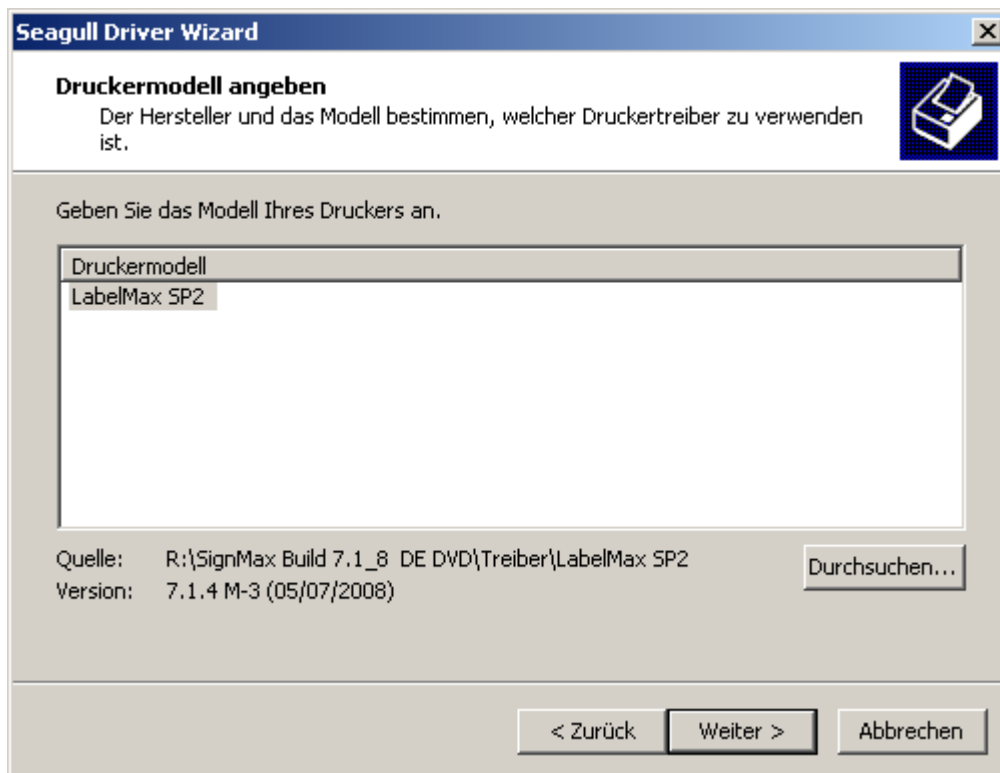 Seagull Driver Wizard
Druckermodell angeben
Der Hersteller und das Modell bestimmen, welcher Druckertreiber zu verwenden
ist.
Geben Sie das Modell Ihres Druckers an.
Druckermodell
LabelMax SP2
Quelle: R:\SignMax Build 7.1_8 DE DVD\Treiber\LabelMax SP2
Durchsuchen...
Version: 7.1.4 M-3 (05/07/2008)
< Zurück Weiter > Abbrechen